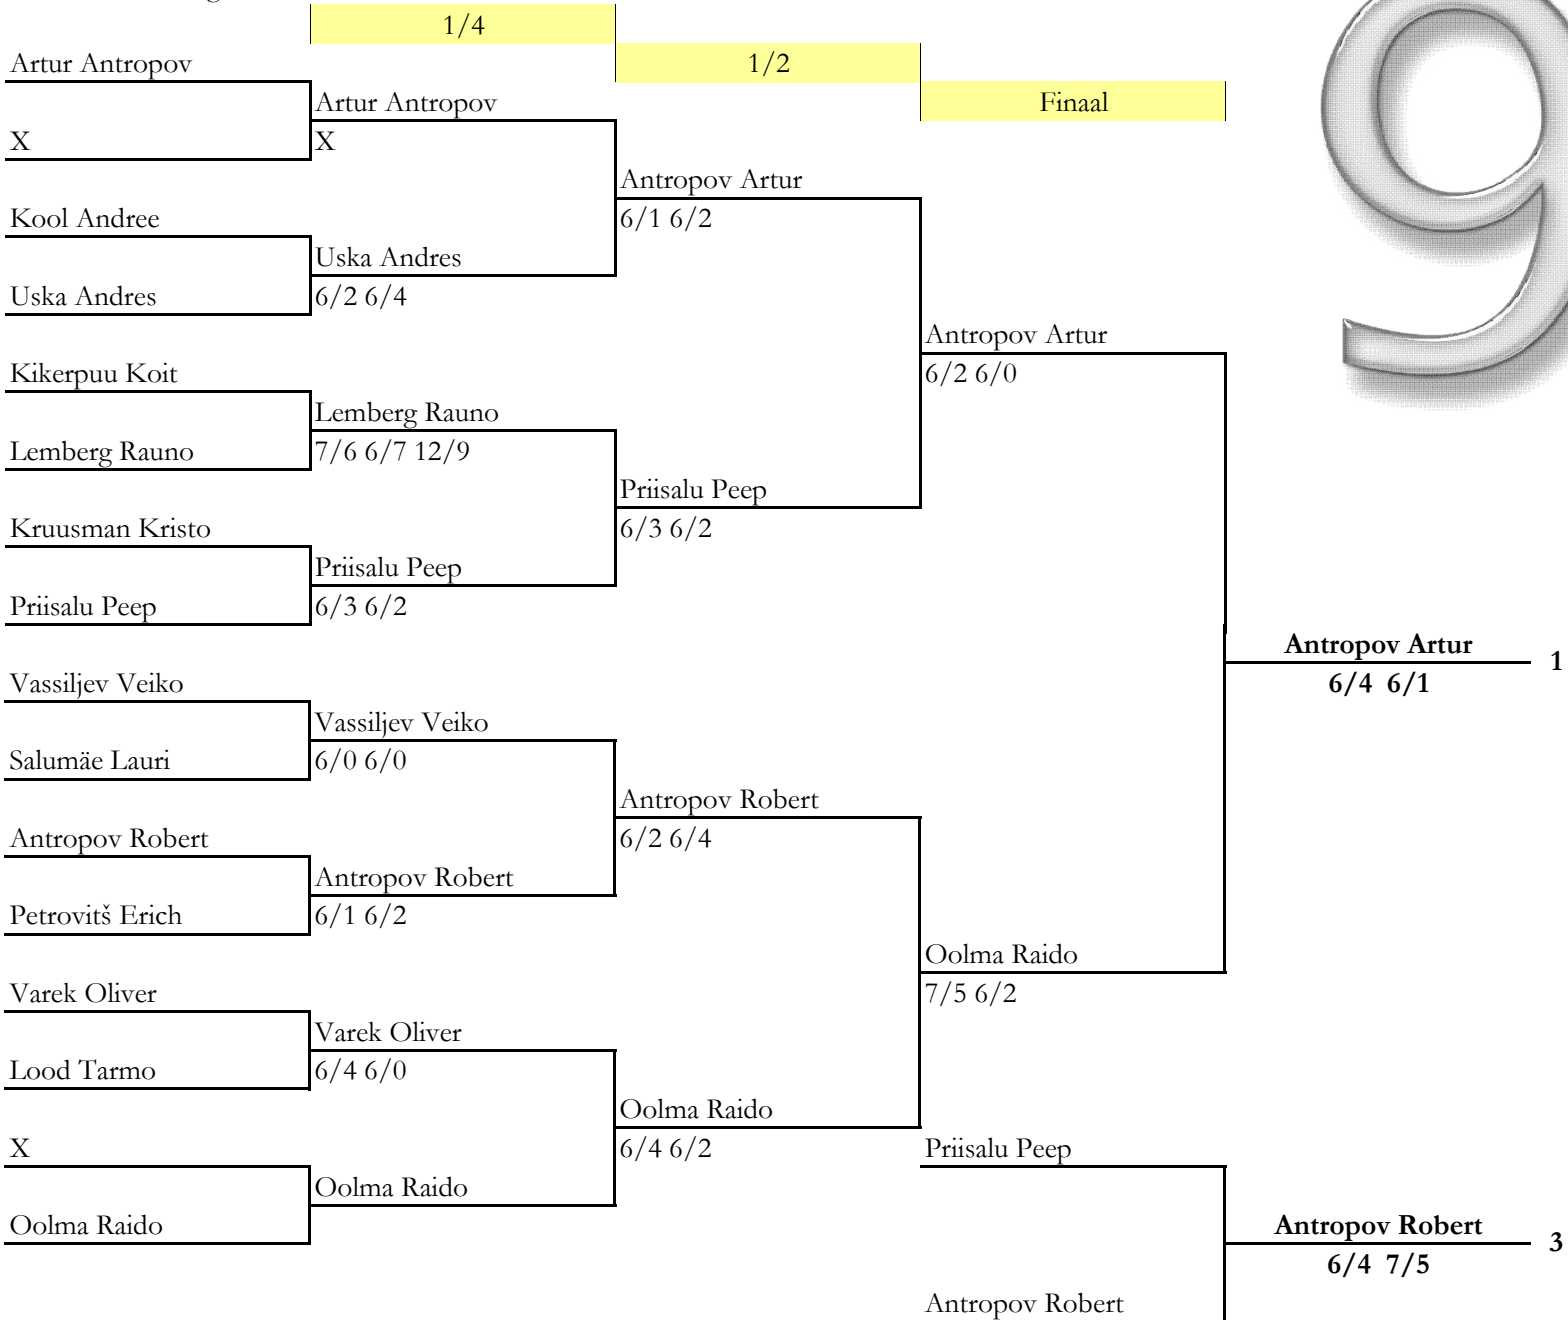 1/4
Artur Antropov
1/2
Artur Antropov
Finaal
X
X
Antropov Artur
Kool Andree
6/1 6/2
Uska Andres
Uska Andres
6/2 6/4
Antropov Artur
Kikerpuu Koit
6/2 6/0
Lemberg Rauno
Lemberg Rauno
7/6 6/7 12/9
Priisalu Peep
Kruusman Kristo
6/3 6/2
Priisalu Peep
Priisalu Peep
6/3 6/2
Antropov Artur 1
Vassiljev Veiko
6/4 6/1
Vassiljev Veiko
Salumäe Lauri
6/0 6/0
Antropov Robert
Antropov Robert
6/2 6/4
Antropov Robert
Petrovitš Erich
6/1 6/2
Oolma Raido
Varek Oliver
7/5 6/2
Varek Oliver
Lood Tarmo
6/4 6/0
Oolma Raido
X
6/4 6/2
Priisalu Peep
Oolma Raido
Oolma Raido
Antropov Robert 3
6/4 7/5
Antropov Robert
9